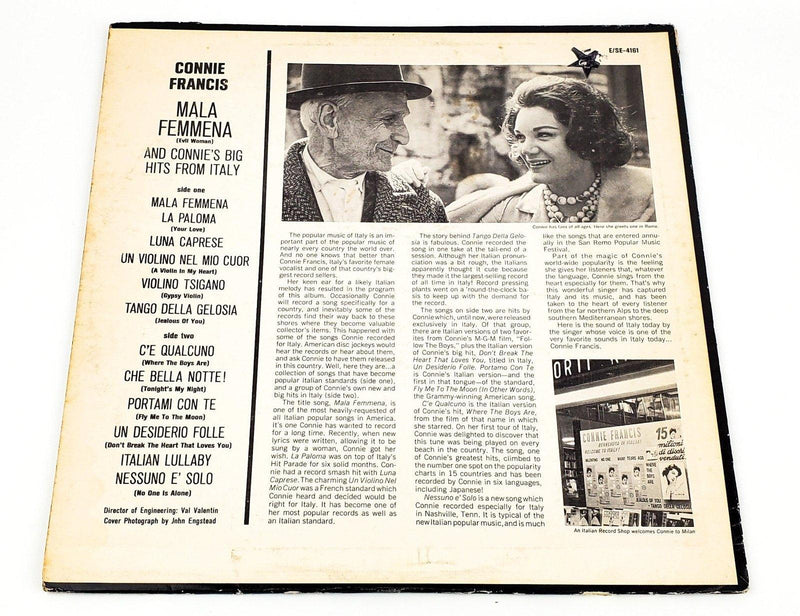 CONNIE
FRANCIS
MALA
FEMMENA
(Evil Woman)
AND CONNIE'S BIG
HITS FROM ITALY
side one
MALA FEMMENA
LA PALOMA
(Your Love)
LUNA CAPRESE
UN VIOLINO NEL MIO CUOR
(A Violin In My Heart)
VIOLINO TSIGANO
(Gypsy Violin)
TANGO DELLA GELOSIA
(Jealous Of You)
side two
C'E QUALCUNO
(Where The Boys Are)
CHE BELLA NOTTE!
(Tonight's My Night)
PORTAMI CON TE
(Fly Me To The Moon)
UN DESIDERIO FOLLE
(Don't Break The Heart That Loves You)
ITALIAN LULLABY
NESSUNO E' SOLO
(No One Is Alone)
Director of Engineering: Val Valentin
Cover Photograph by John Engstead
E/SE-4161
Connie has fans of all ages. Here she greets one in Rome.
The popular music of Italy is an im-
portant part of the popular music of
nearly every country the world over.
And no one knows that better than
Connie Francis, Italy's favorite female
vocalist and one of that country's big-
gest record sellers.
Her keen ear for a likely Italian
melody has resulted in the program
of this album. Occasionally Connie
will record a song specifically for a
country, and inevitably some of the
records find their way back to these
shores where they become valuable
collector's items. This happened with
some of the songs Connie recorded
for Italy. American disc jockeys would
hear the records or hear about them,
and ask Connie to have them released
in this country. Well, here they are...a
collection of songs that have become
popular Italian standards (side one),
and a group of Connie's own new and
big hits in Italy (side two).
The title song, Mala Femmena, is
one of the most heavily-requested of
all Italian popular songs in America.
It's one Connie has wanted to record
for a long time. Recently, when new
lyrics were written, allowing it to be
sung by a woman, Connie got her
wish. La Paloma was on top of Italy's
Hit Parade for six solid months. Con-
nie had a record smash hit with Luna
Caprese. The charming Un Violino Nel
Mio Cuor was a French standard which
Connie heard and decided would be
right for Italy. It has become one of
her most popular records as well as
an Italian standard.
The story behind Tango Della Gelo-
sia is fabulous. Connie recorded the
song in one take at the tail-end of a
session. Although her Italian pronun-
ciation was a bit rough, the Italians
apparently thought it cute because
they made it the largest-selling record
of all time in Italy! Record pressing
plants went on a 'round-the-clock ba-
sis to keep up with the demand for
the record.
The songs on side two are hits by
Connie which, until now, were released
exclusively in Italy. Of that group,
there are Italian versions of two favor-
ites from Connie's M-G-M film, "Fol-
low The Boys," plus the Italian version
of Connie's big hit, Don't Break The
Heart That Loves You, titled in Italy,
Un Desiderio Folle. Portamo Con Te
is Connie's Italian version—and the
first in that tongue—of the standard,
Fly Me To The Moon (In Other Words),
the Grammy-winning American song.
C'e Qualcuno is the Italian version
of Connie's hit, Where The Boys Are,
from the film of that name in which
she starred. On her first tour of Italy,
Connie was delighted to discover that
this tune was being played on every
beach in the country. The song, one
of Connie's greatest hits, climbed to
the number one spot on the popularity
charts in 15 countries and has been
recorded by Connie in six languages,
including Japanese!
Nessuno e' Solo is a new song which
Connie recorded especially for Italy
in Nashville, Tenn. It is typical of the
new Italian popular music, and is much
like the songs that are entered annu-
ally in the San Remo Popular Music
Festival.
Part of the magic of Connie's
world-wide popularity is the feeling
she gives her listeners that, whatever
the language, Connie sings from the
heart especially for them. That's why
this wonderful singer has captured
Italy and its music, and has been
taken to the heart of every listener
from the far northern Alps to the deep
southern Mediterranean shores.
Here is the sound of Italy today by
the singer whose voice is one of the
very favorite sounds in Italy today...
Connie Francis.
CONNIE FRANCIS
15
milioni
di dischi
venduti
An Italian Record Shop welcomes Connie to Milan